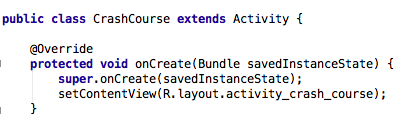 public class CrashCourse extends Activity {
@Override
protected void onCreate(Bundle savedInstanceState) {
super.onCreate(savedInstanceState);
setContentView(R.layout.activity_crash_course);
}